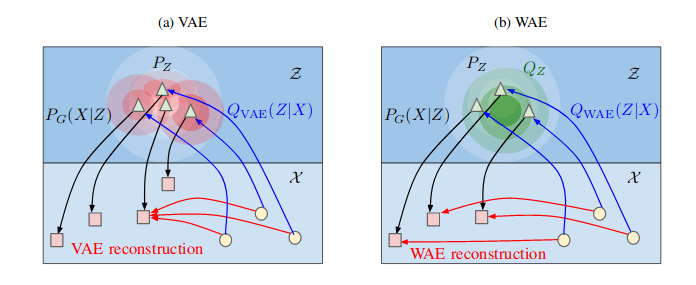 (a) VAE
P_Z
𝒵
P_G(X|Z)
Q_VAE(Z|X)
𝒳
VAE reconstruction
(b) WAE
P_Z
Q_Z
𝒵
P_G(X|Z)
Q_WAE(Z|X)
𝒳
WAE reconstruction